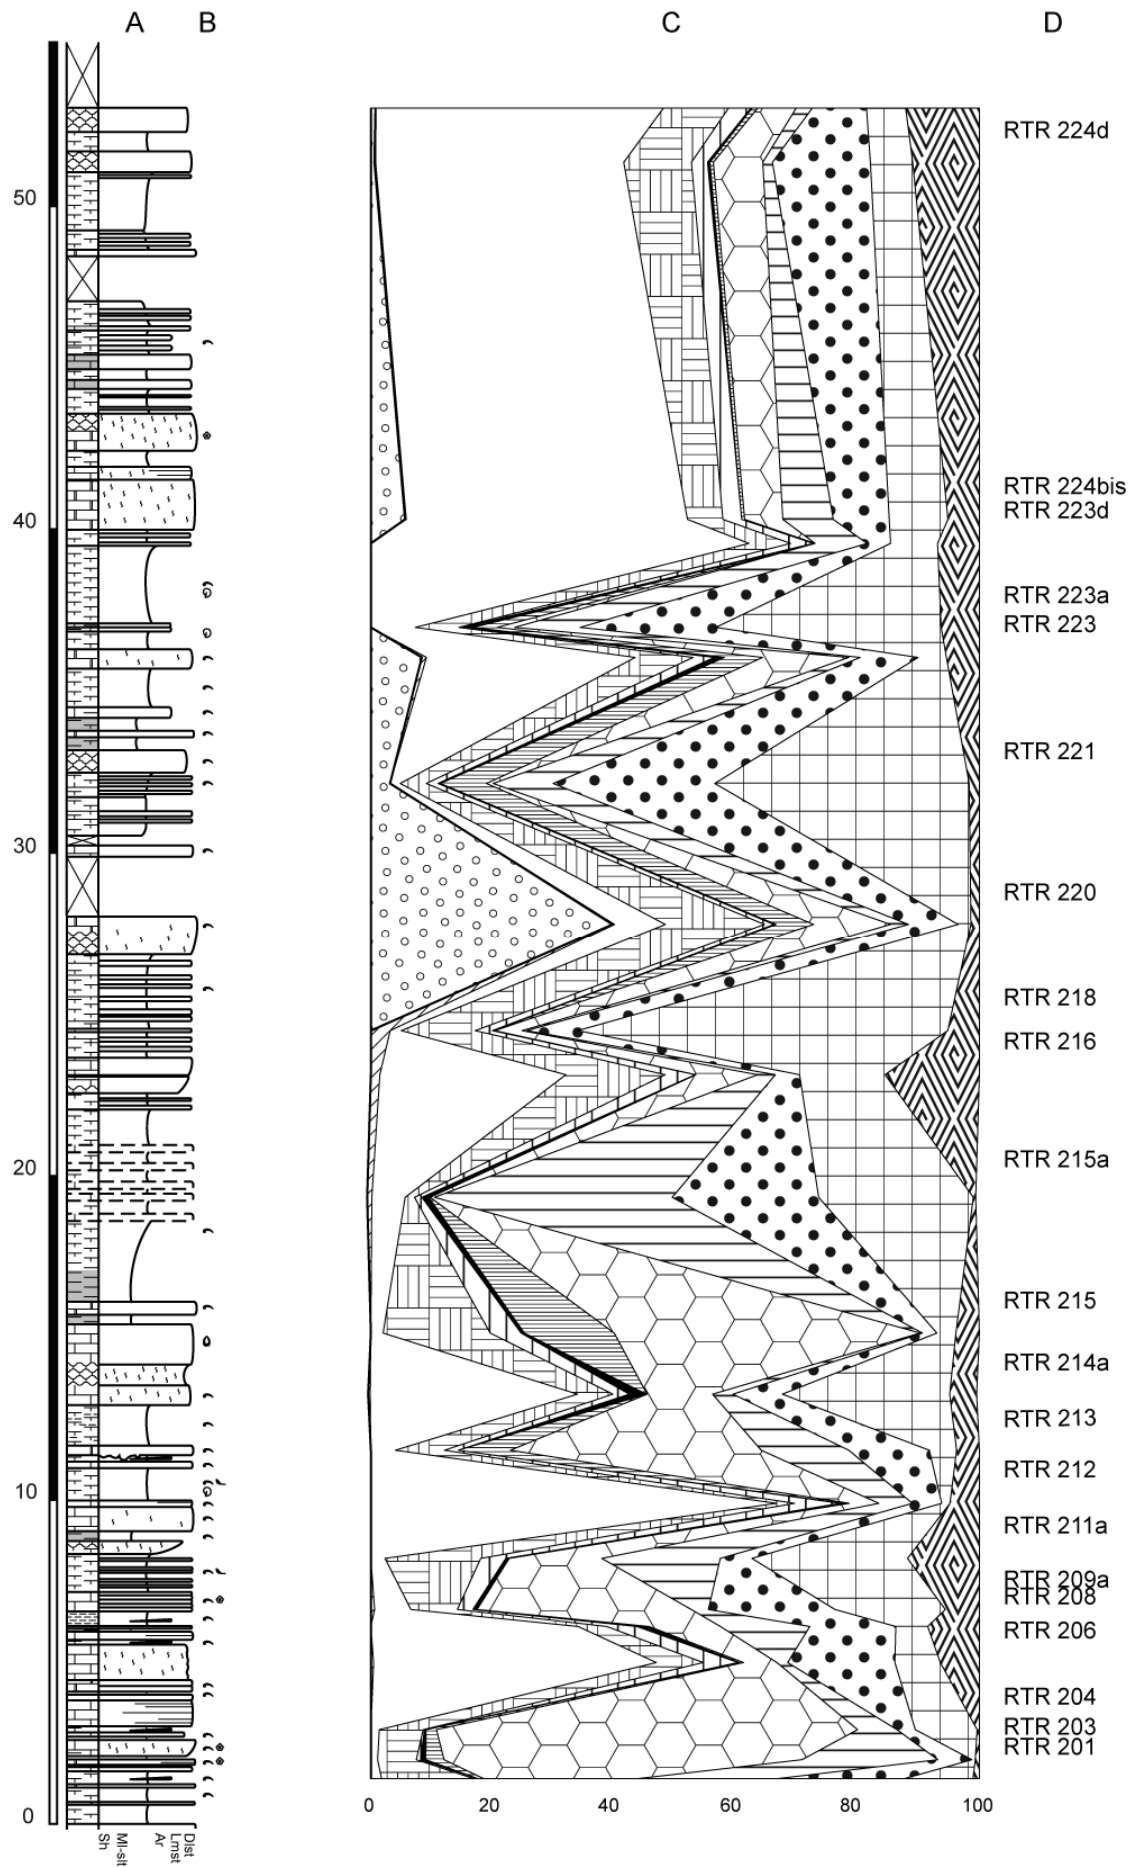 A B C D
RTR 224d
50
RTR 224bis
RTR 223d
40
RTR 223a
RTR 223
RTR 221
30
RTR 220
RTR 218
RTR 216
20
RTR 215a
RTR 215
RTR 214a
RTR 213
RTR 212
10
RTR 211a
RTR 209a
RTR 208
RTR 206
RTR 204
RTR 203
RTR 201
0
0 20 40 60 80 100
Sh Ml-slt Ar Lmst Dlst